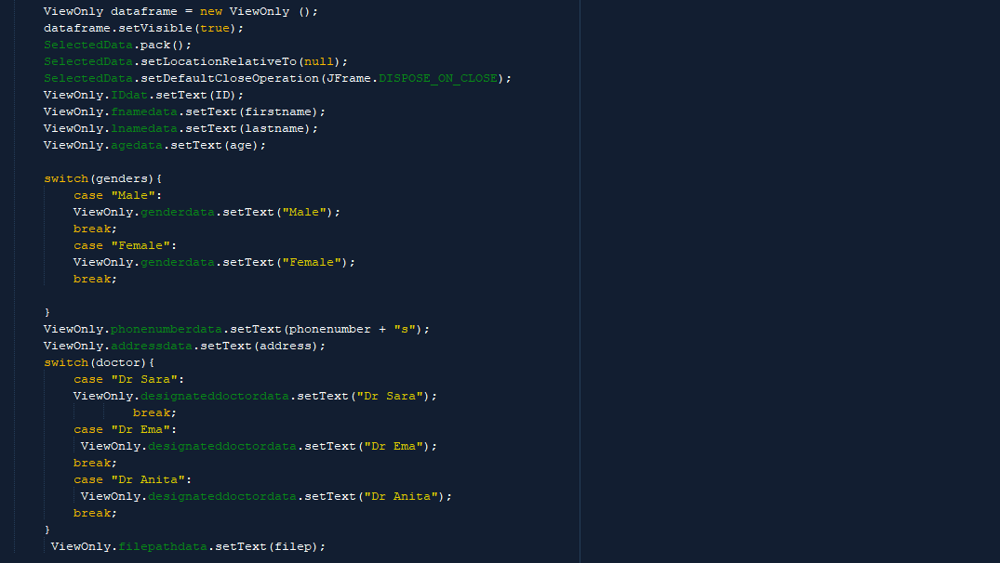 ViewOnly dataframe = new ViewOnly ();
dataframe.setVisible(true);
SelectedData.pack();
SelectedData.setLocationRelativeTo(null);
SelectedData.setDefaultCloseOperation(JFrame.DISPOSE_ON_CLOSE);
ViewOnly.IDdat.setText(ID);
ViewOnly.fnamedata.setText(firstname);
ViewOnly.lnamedata.setText(lastname);
ViewOnly.agedata.setText(age);
switch(genders){
case "Male":
ViewOnly.genderdata.setText("Male");
break;
case "Female":
ViewOnly.genderdata.setText("Female");
break;
}
ViewOnly.phonenumberdata.setText(phonenumber + "s");
ViewOnly.addressdata.setText(address);
switch(doctor){
case "Dr Sara":
ViewOnly.designateddoctordata.setText("Dr Sara");
break;
case "Dr Ema":
ViewOnly.designateddoctordata.setText("Dr Ema");
break;
case "Dr Anita":
ViewOnly.designateddoctordata.setText("Dr Anita");
break;
}
ViewOnly.filepathdata.setText(filep);